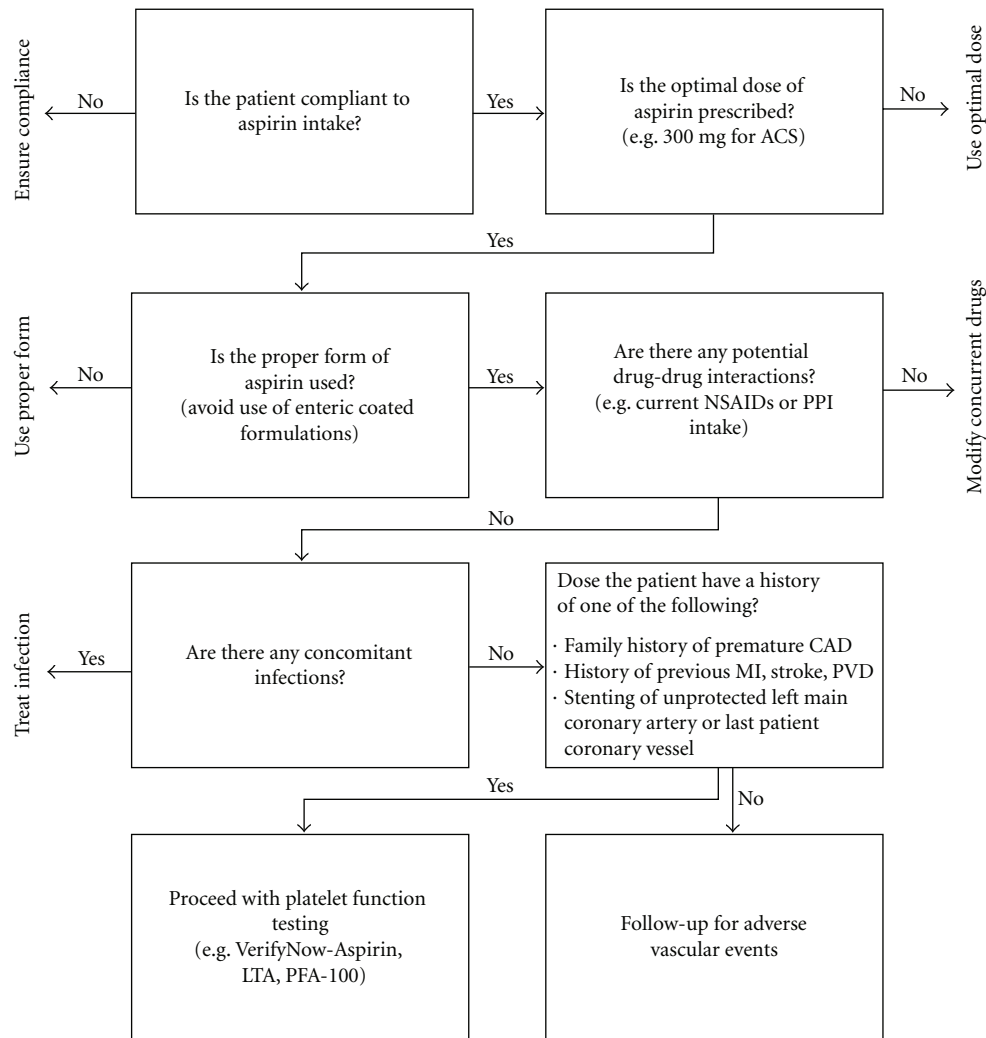 Ensure compliance
No
Is the patient compliant to
aspirin intake?
Yes
Is the optimal dose of
aspirin prescribed?
(e.g. 300 mg for ACS)
No
Use optimal dose
Yes
Use proper form
No
Is the proper form of
aspirin used?
(avoid use of enteric coated
formulations)
Yes
Are there any potential
drug-drug interactions?
(e.g. current NSAIDs or PPI
intake)
No
Modify concurrent drugs
No
Treat infection
Yes
Are there any concomitant
infections?
No
Dose the patient have a history
of one of the following?
· Family history of premature CAD
· History of previous MI, stroke, PVD
· Stenting of unprotected left main
coronary artery or last patient
coronary vessel
Yes
No
Proceed with platelet function
testing
(e.g. VerifyNow-Aspirin,
LTA, PFA-100)
Follow-up for adverse
vascular events